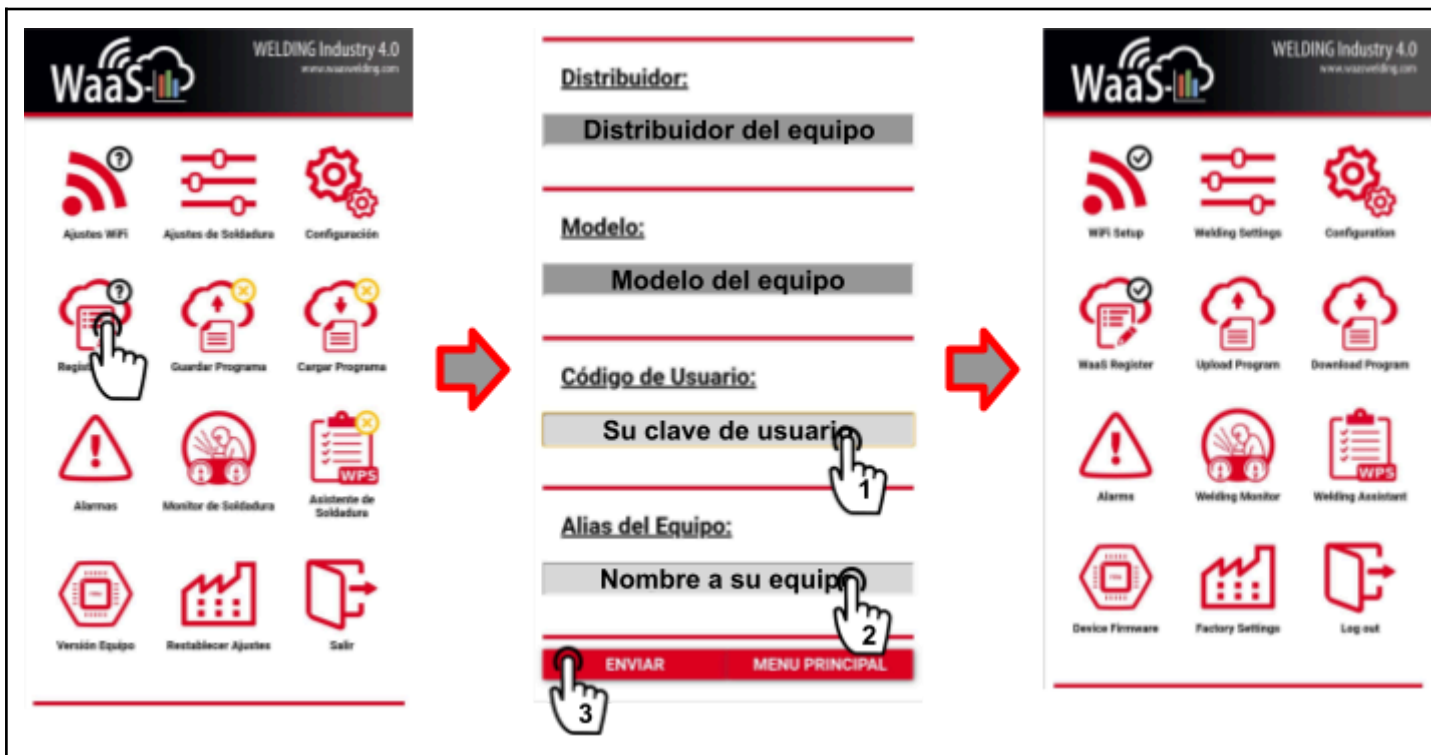 WaaS-
WELDING Industry 4.0
www.waaswelding.com
Ajustes WiFi
Ajustes de Soldadura
Configuración
Guardar Programa
Cargar Programa
Alarmas
Monitor de Soldadura
WPS
Asistente de
Soldadura
Versión Equipo
Restablecer Ajustes
Salir
Distribuidor:
Distribuidor del equipo
Modelo:
Modelo del equipo
Código de Usuario:
Su clave de usuario
1
Alias del Equipo:
Nombre a su equipo
2
ENVIAR
MENU PRINCIPAL
3
WaaS-
WELDING Industry 4.0
www.waaswelding.com
WiFi Setup
Welding Settings
Configuration
WaaS Register
Upload Program
Download Program
Alarms
Welding Monitor
WPS
Welding Assistant
Device Firmware
Factory Settings
Log out